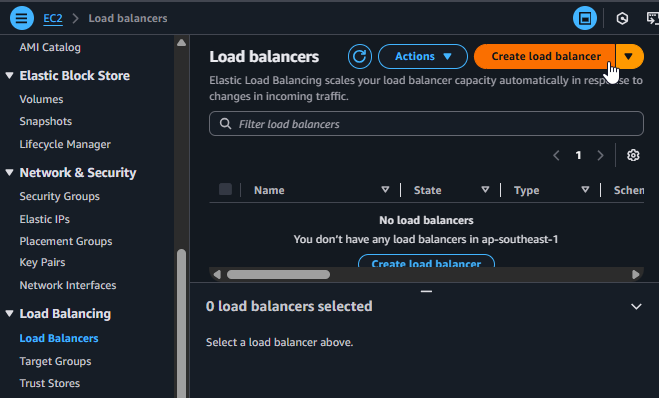 EC2 > Load balancers
AMI Catalog
Elastic Block Store
Volumes
Snapshots
Lifecycle Manager
Network & Security
Security Groups
Elastic IPs
Placement Groups
Key Pairs
Network Interfaces
Load Balancing
Load Balancers
Target Groups
Trust Stores
Load balancers
Actions
Create load balancer
Elastic Load Balancing scales your load balancer capacity automatically in response to
changes in incoming traffic.
Filter load balancers
1
Name State Type Schem
No load balancers
You don't have any load balancers in ap-southeast-1
Create load balancer
0 load balancers selected
Select a load balancer above.